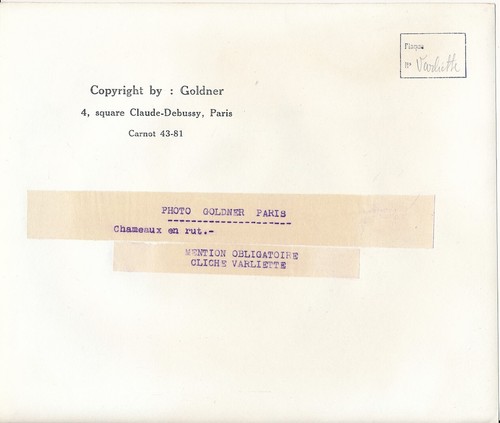 Fiance
n° Varliette
Copyright by : Goldner
4, square Claude-Debussy, Paris
Carnot 43-81
PHOTO GOLDNER PARIS
Chameaux en rut.-
MENTION OBLIGATOIRE
CLICHE VARLIETTE